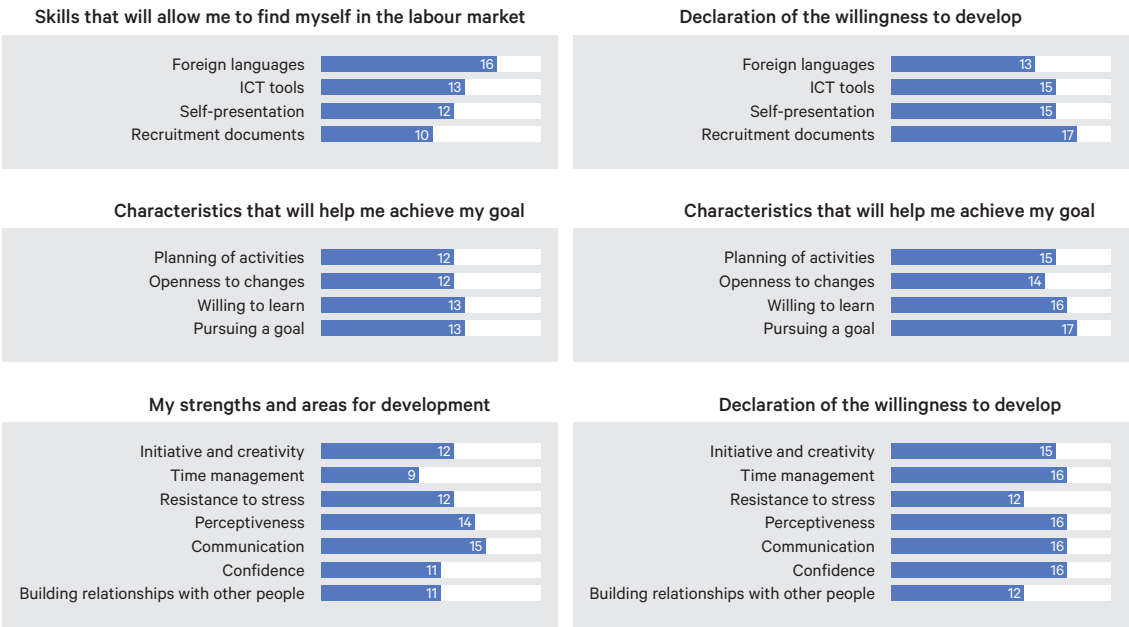 Skills that will allow me to find myself in the labour market
Foreign languages 16
ICT tools 13
Self-presentation 12
Recruitment documents 10
Declaration of the willingness to develop
Foreign languages 13
ICT tools 15
Self-presentation 15
Recruitment documents 17
Characteristics that will help me achieve my goal
Planning of activities 12
Openness to changes 12
Willing to learn 13
Pursuing a goal 13
Characteristics that will help me achieve my goal
Planning of activities 15
Openness to changes 14
Willing to learn 16
Pursuing a goal 17
My strengths and areas for development
Initiative and creativity 12
Time management 9
Resistance to stress 12
Perceptiveness 14
Communication 15
Confidence 11
Building relationships with other people 11
Declaration of the willingness to develop
Initiative and creativity 15
Time management 16
Resistance to stress 12
Perceptiveness 16
Communication 16
Confidence 16
Building relationships with other people 12